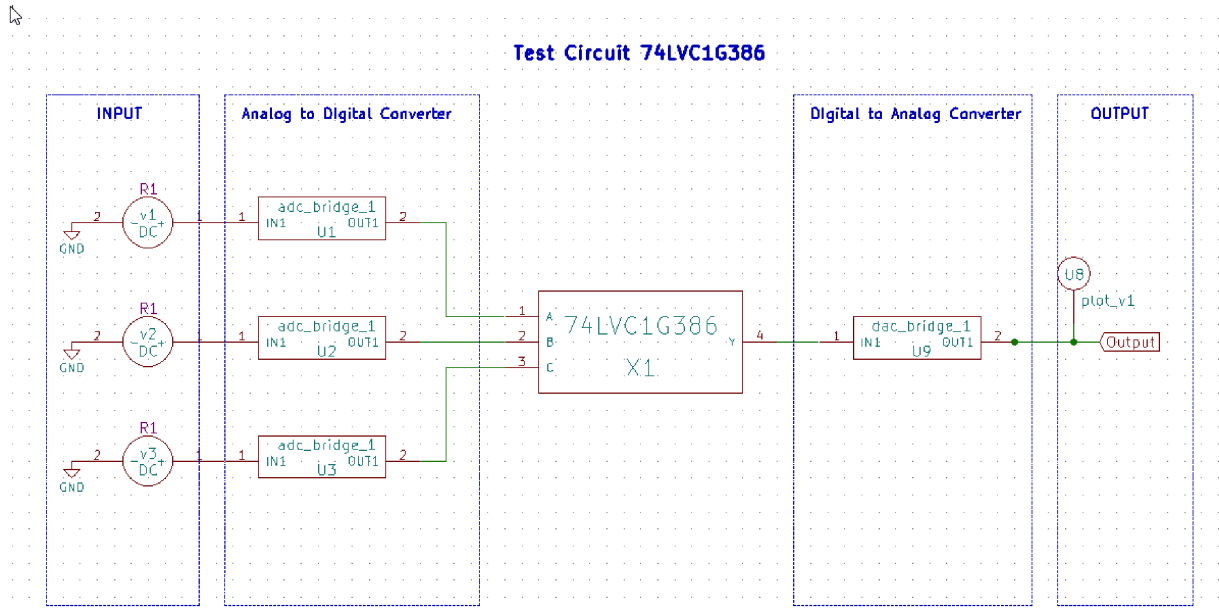 Test Circuit 74LVC1G386
INPUT
Analog to Digital Converter
Digital to Analog Converter
OUTPUT
R1
2
v1
- +
DC
1
GND
1
adc_bridge_1
IN1 OUT1
U1
2
R1
2
v2
- +
DC
1
GND
1
adc_bridge_1
IN1 OUT1
U2
2
R1
2
v3
- +
DC
1
GND
1
adc_bridge_1
IN1 OUT1
U3
2
1
2
3
A
B
C
74LVC1G386
X1
Y
4
1
dac_bridge_1
IN1 OUT1
U9
2
U8
plot_v1
Output